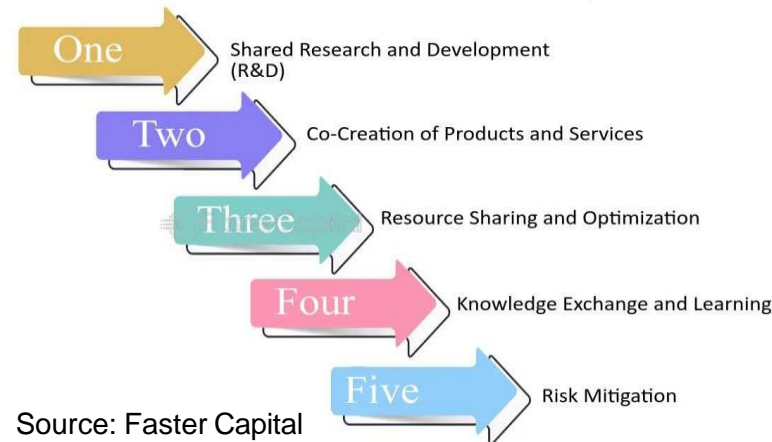 One
Shared Research and Development
(R&D)
Two
Co-Creation of Products and Services
Three
Resource Sharing and Optimization
Four
Knowledge Exchange and Learning
Five
Risk Mitigation
Source: Faster Capital